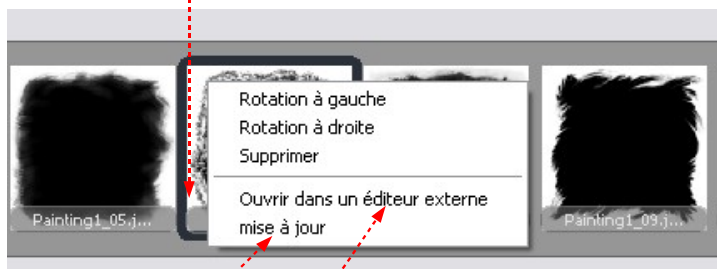 Rotation à gauche
Rotation à droite
Supprimer
Ouvrir dans un éditeur externe
mise à jour
Painting1_05.j...
Painting1_09.j...